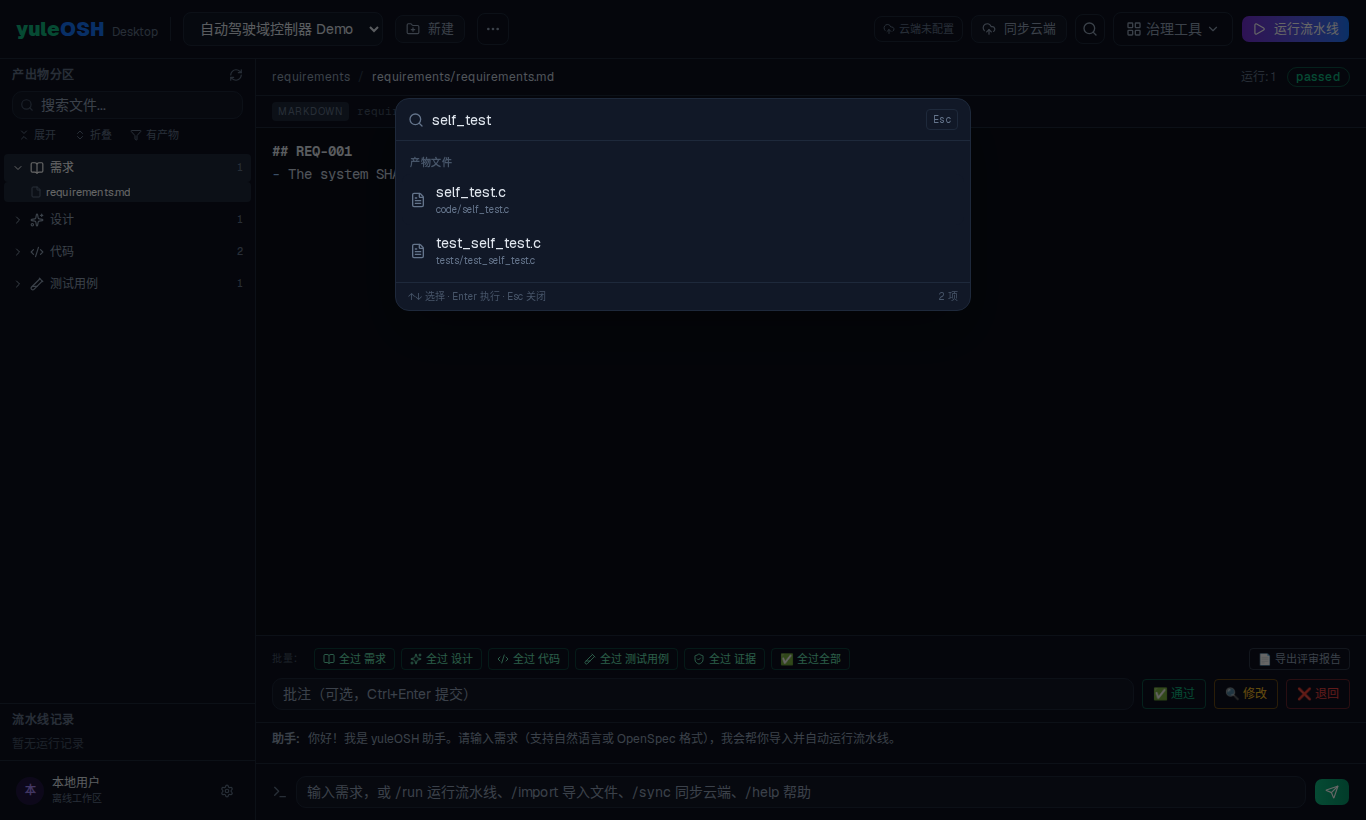 yuleOSH Desktop 自动驾驶域控制器 Demo 新建 ... 云端未配置 同步云端 治理工具 运行流水线
产出物分区
搜索文件...
展开 折叠 有产物
需求 1
requirements.md
设计 1
代码 2
测试用例 1
流水线记录
暂无运行记录
本 本地用户
离线工作区
requirements / requirements/requirements.md 运行: 1 passed
MARKDOWN
## REQ-001
- The system
self_test Esc
产物文件
self_test.c
code/self_test.c
test_self_test.c
tests/test_self_test.c
↑↓ 选择 · Enter 执行 · Esc 关闭 2 项
批量: 全过 需求 全过 设计 全过 代码 全过 测试用例 全过 证据 ✅ 全过全部 📄 导出评审报告
批注（可选，Ctrl+Enter 提交） ✅ 通过 🔍 修改 ❌ 退回
助手: 你好！我是 yuleOSH 助手。请输入需求（支持自然语言或 OpenSpec 格式），我会帮你导入并自动运行流水线。
输入需求，或 /run 运行流水线、/import 导入文件、/sync 同步云端、/help 帮助